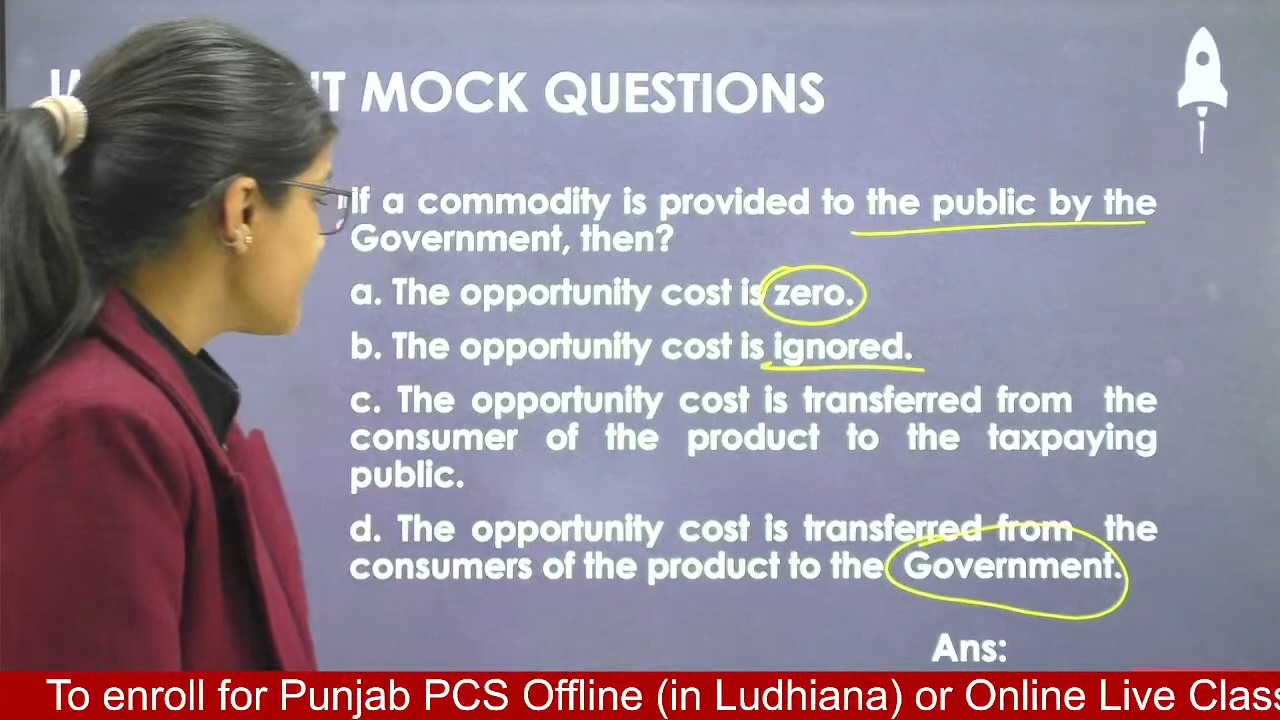 MOCK QUESTIONS
If a commodity is provided to the public by the
Government, then?
a. The opportunity cost is zero.
b. The opportunity cost is ignored.
c. The opportunity cost is transferred from the
consumer of the product to the taxpaying
public.
d. The opportunity cost is transferred from the
consumers of the product to the Government.
Ans:
To enroll for Punjab PCS Offline (in Ludhiana) or Online Live